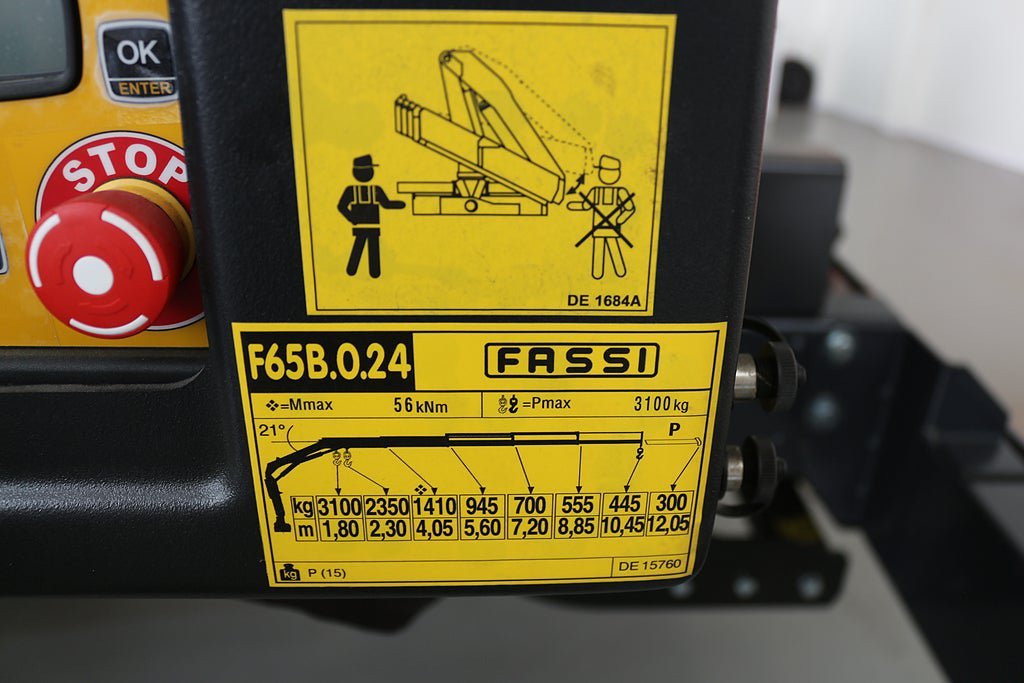 OK
ENTER
STOP
DE 1684A
F65B.0.24
FASSI
=Mmax 56 kNm
=Pmax 3100 kg
21°
P
kg 3100 2350 1410 945 700 555 445 300
m 1,80 2,30 4,05 5,60 7,20 8,85 10,45 12,05
kg P (15)
DE 15760